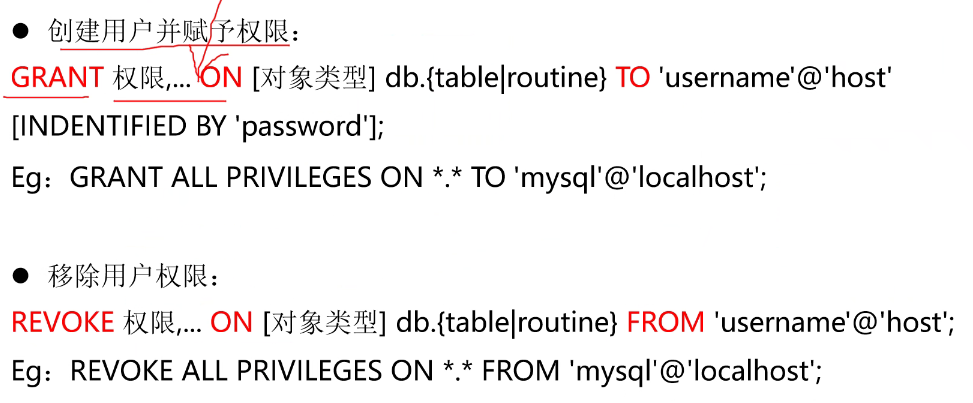 ● 创建用户并赋予权限：
GRANT 权限,... ON [对象类型] db.{table|routine} TO 'username'@'host'
[INDENTIFIED BY 'password'];
Eg：GRANT ALL PRIVILEGES ON *.* TO 'mysql'@'localhost';
● 移除用户权限：
REVOKE 权限,... ON [对象类型] db.{table|routine} FROM 'username'@'host';
Eg：REVOKE ALL PRIVILEGES ON *.* FROM 'mysql'@'localhost';